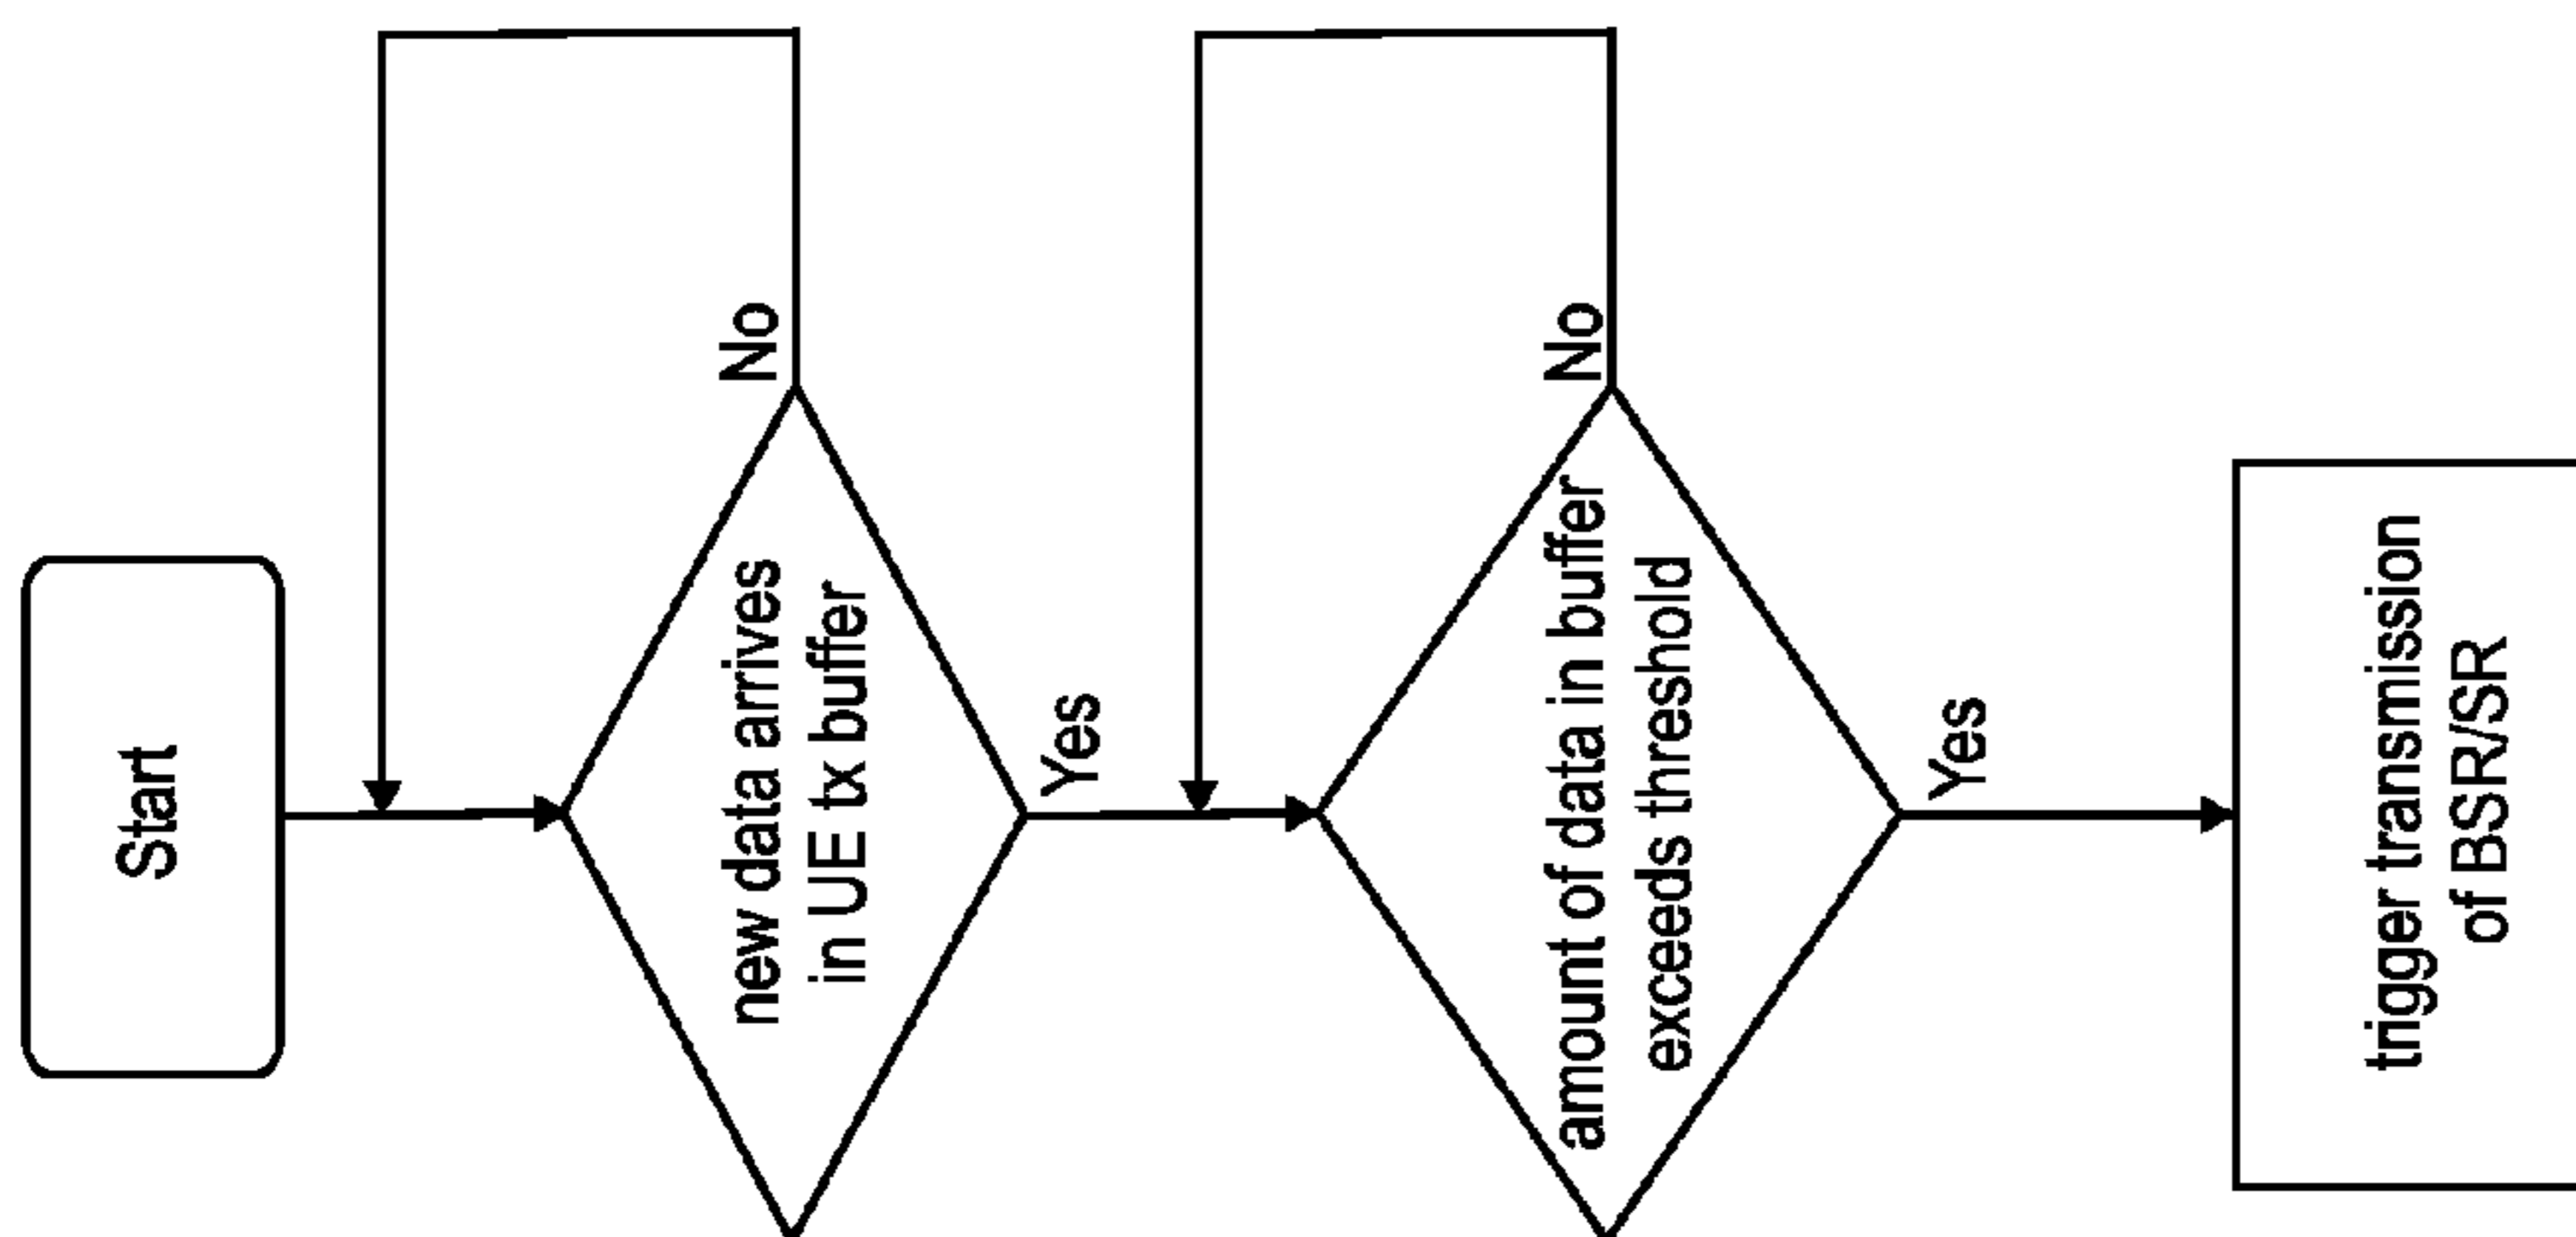 Start
new data arrives
in UE tx buffer
No
Yes
amount of data in buffer
exceeds threshold
No
Yes
trigger transmission
of BSR/SR